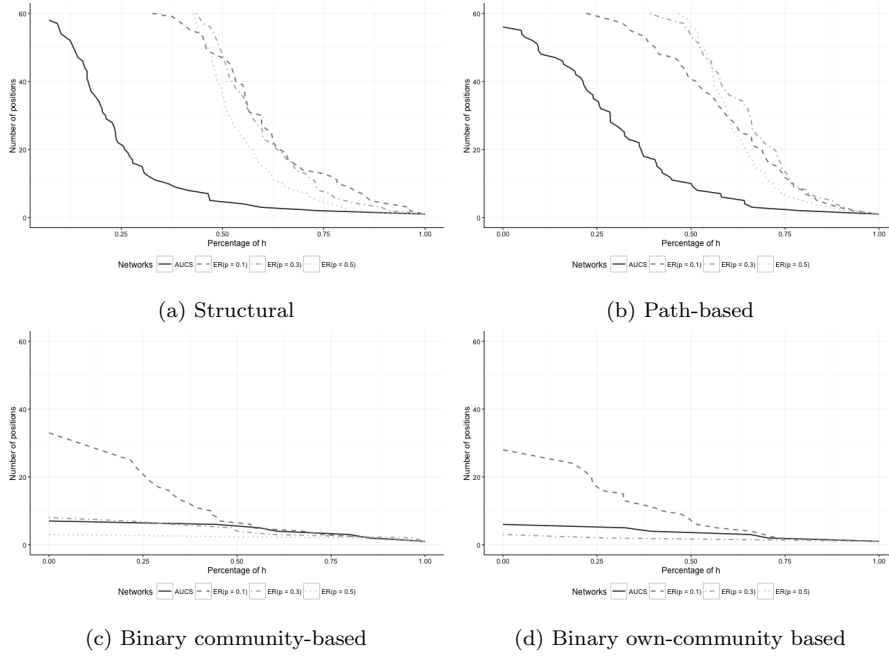 60
40
20
0
Number of positions
0.25 0.50 0.75 1.00
Percentage of h
Networks AUCS ER(p = 0.1) ER(p = 0.3) ER(p = 0.5)
(a) Structural
60
40
20
0
Number of positions
0.00 0.25 0.50 0.75 1.00
Percentage of h
Networks AUCS ER(p = 0.1) ER(p = 0.3) ER(p = 0.5)
(b) Path-based
60
40
20
0
Number of positions
0.00 0.25 0.50 0.75 1.00
Percentage of h
Networks AUCS ER(p = 0.1) ER(p = 0.3) ER(p = 0.5)
(c) Binary community-based
60
40
20
0
Number of positions
0.00 0.25 0.50 0.75 1.00
Percentage of h
Networks AUCS ER(p = 0.1) ER(p = 0.3) ER(p = 0.5)
(d) Binary own-community based